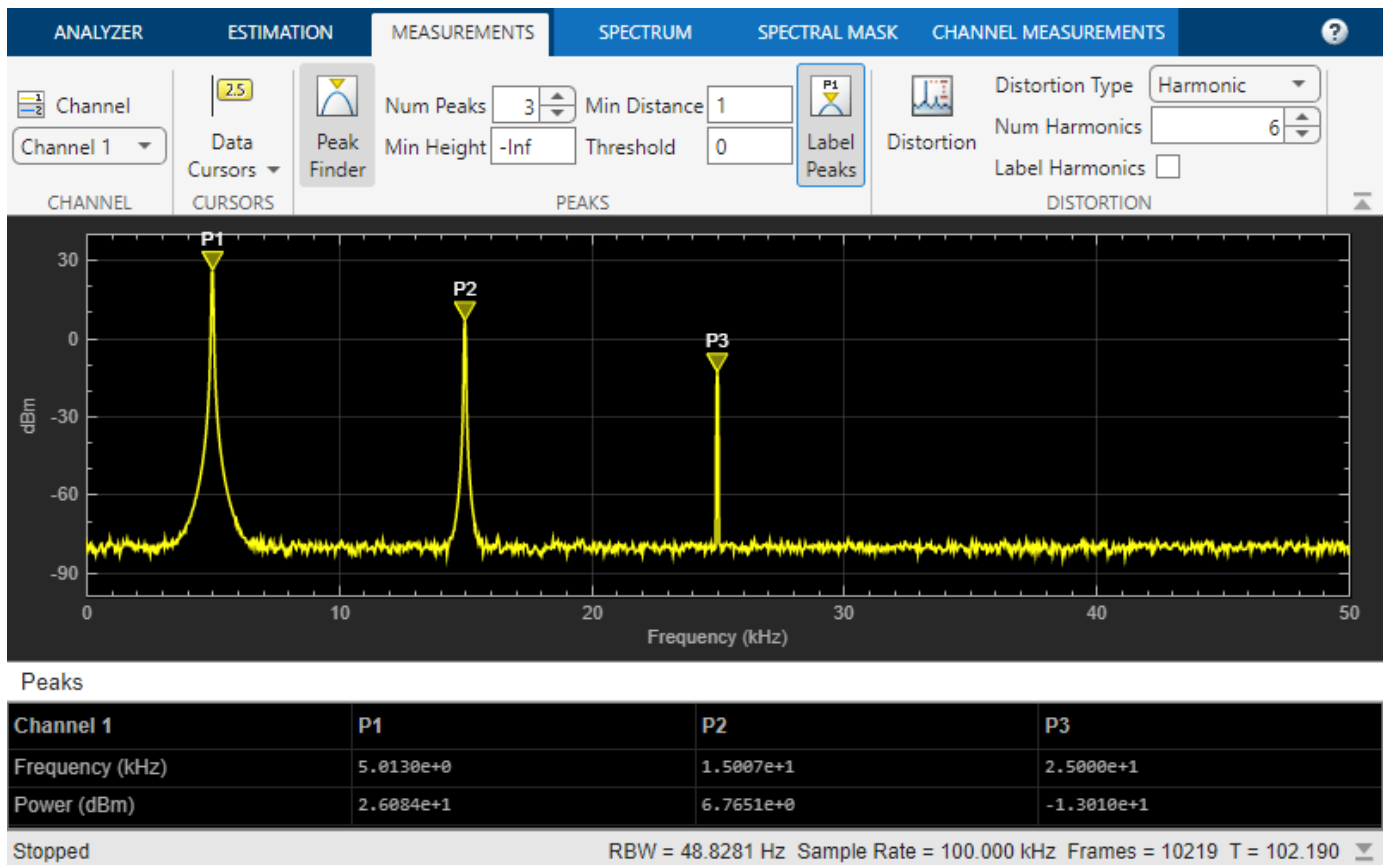 ANALYZER ESTIMATION MEASUREMENTS SPECTRUM SPECTRAL MASK CHANNEL MEASUREMENTS ?
Channel
Channel 1
CHANNEL
2.5
Data
Cursors
CURSORS
Peak
Finder
Num Peaks 3 Min Distance 1
Min Height -Inf Threshold 0
P1
Label
Peaks
PEAKS
Distortion
Distortion Type Harmonic
Num Harmonics 6
Label Harmonics
DISTORTION
P1
P2
P3
30
0
-30
-60
-90
dBm
0 10 20 30 40 50
Frequency (kHz)
Peaks
Channel 1 P1 P2 P3
Frequency (kHz) 5.0130e+0 1.5007e+1 2.5000e+1
Power (dBm) 2.6084e+1 6.7651e+0 -1.3010e+1
Stopped RBW = 48.8281 Hz Sample Rate = 100.000 kHz Frames = 10219 T = 102.190